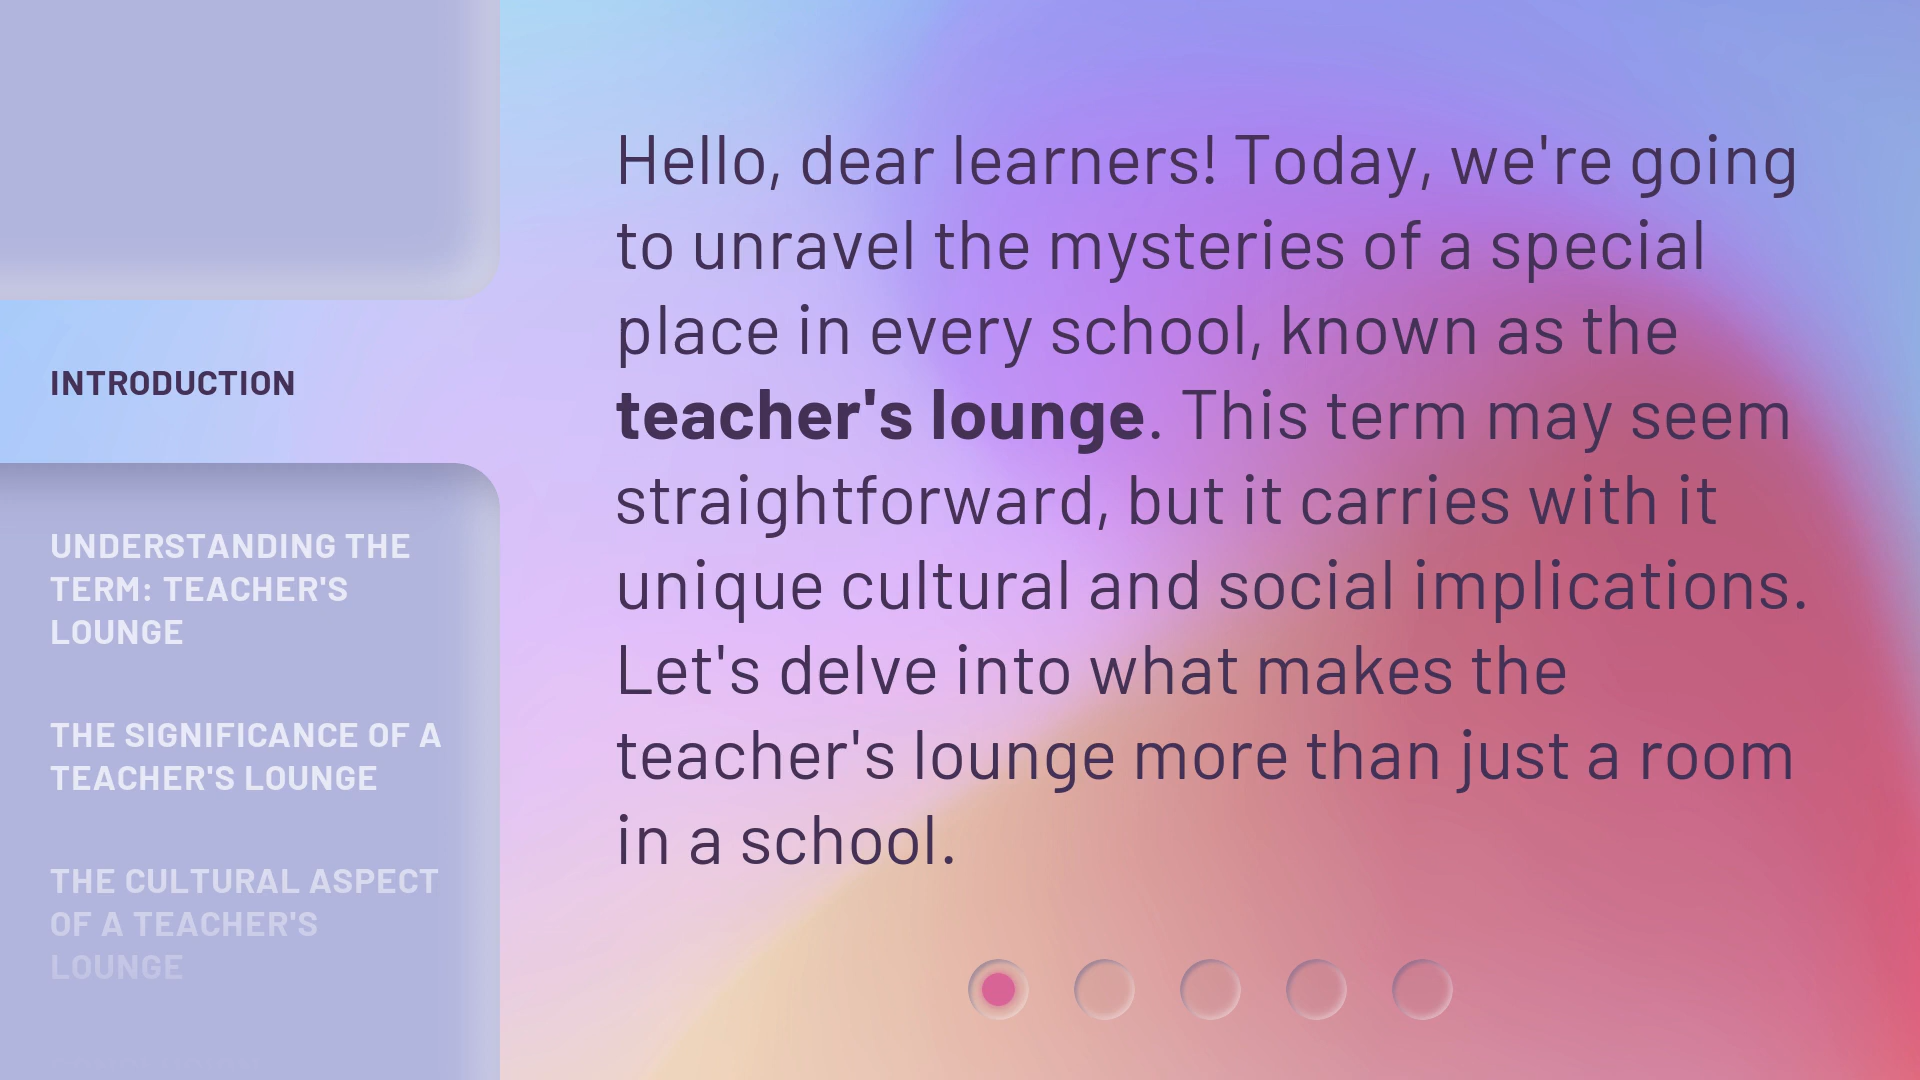 INTRODUCTION
UNDERSTANDING THE
TERM: TEACHER'S
LOUNGE
THE SIGNIFICANCE OF A
TEACHER'S LOUNGE
THE CULTURAL ASPECT
OF A TEACHER'S
LOUNGE
CONCLUSION
Hello, dear learners! Today, we're going
to unravel the mysteries of a special
place in every school, known as the
teacher's lounge. This term may seem
straightforward, but it carries with it
unique cultural and social implications.
Let's delve into what makes the
teacher's lounge more than just a room
in a school.